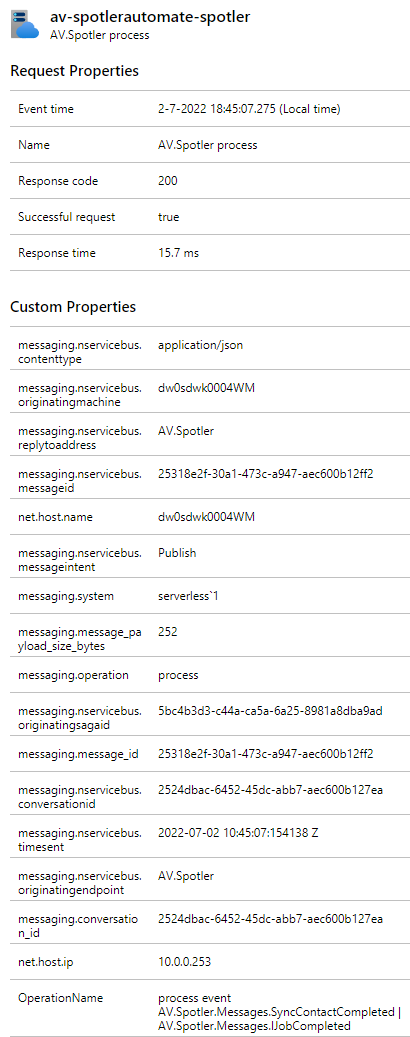 av-spotlerautomate-spotler
AV.Spotler process
Request Properties
Event time 2-7-2022 18:45:07.275 (Local time)
Name AV.Spotler process
Response code 200
Successful request true
Response time 15.7 ms
Custom Properties
messaging.nservicebus. application/json
contenttype
messaging.nservicebus. dw0sdwk0004WM
originatingmachine
messaging.nservicebus. AV.Spotler
replytoaddress
messaging.nservicebus. 25318e2f-30a1-473c-a947-aec600b12ff2
messageid
net.host.name dw0sdwk0004WM
messaging.nservicebus. Publish
messageintent
messaging.system serverless`1
messaging.message_pa 252
yload_size_bytes
messaging.operation process
messaging.nservicebus. 5bc4b3d3-c44a-ca5a-6a25-8981a8dba9ad
originatingsagaid
messaging.message_id 25318e2f-30a1-473c-a947-aec600b12ff2
messaging.nservicebus. 2524dbac-6452-45dc-abb7-aec600b127ea
conversationid
messaging.nservicebus. 2022-07-02 10:45:07:154138 Z
timesent
messaging.nservicebus. AV.Spotler
originatingendpoint
messaging.conversatio 2524dbac-6452-45dc-abb7-aec600b127ea
n_id
net.host.ip 10.0.0.253
OperationName process event
AV.Spotler.Messages.SyncContactCompleted |
AV.Spotler.Messages.IJobCompleted